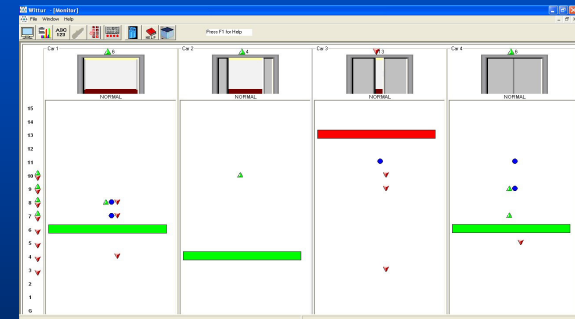 Wittur - [Monitor]
File Window Help
ABC
123
HELP
Press F1 for Help
Car 1
6
NORMAL
Car 2
4
NORMAL
Car 3
3
NORMAL
Car 4
6
NORMAL
15
14
13
12
11
10
9
8
7
6
5
4
3
2
1
G